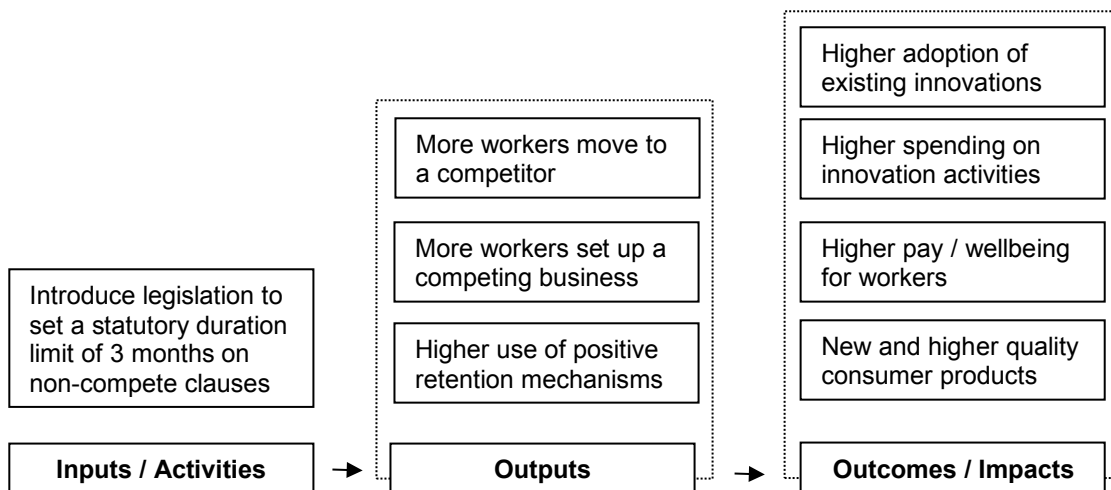 Introduce legislation to
set a statutory duration
limit of 3 months on
non-compete clauses
Inputs / Activities
More workers move to
a competitor
More workers set up a
competing business
Higher use of positive
retention mechanisms
Outputs
Higher adoption of
existing innovations
Higher spending on
innovation activities
Higher pay / wellbeing
for workers
New and higher quality
consumer products
Outcomes / Impacts